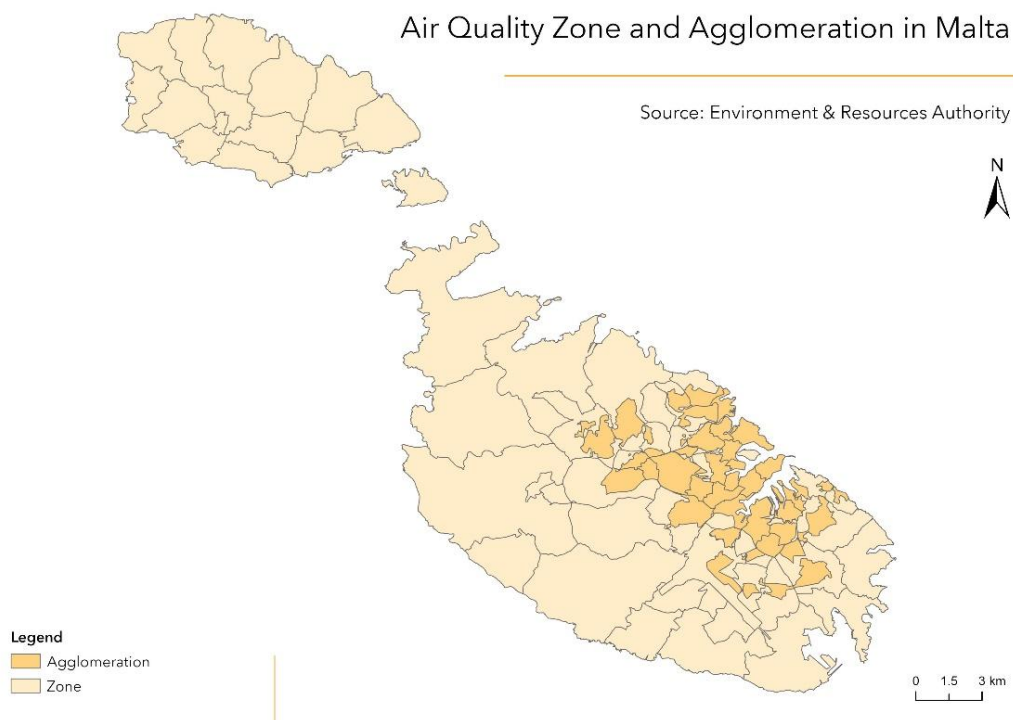 Air Quality Zone and Agglomeration in Malta
Source: Environment & Resources Authority
N
Legend
Agglomeration
Zone
0 1.5 3 km